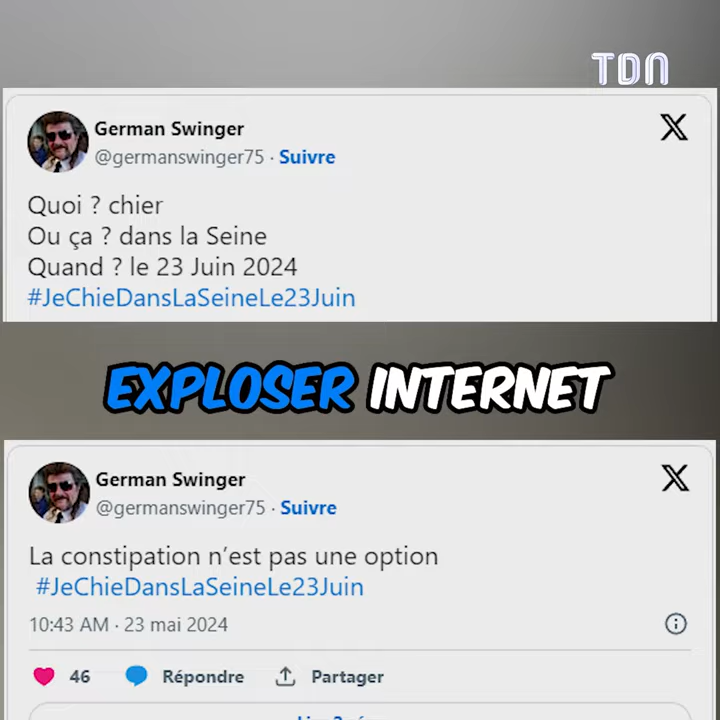 TDN
German Swinger
@germanswinger75 · Suivre
Quoi ? chier
Ou ça ? dans la Seine
Quand ? le 23 Juin 2024
#JeChieDansLaSeineLe23Juin
EXPLOSER INTERNET
German Swinger
@germanswinger75 · Suivre
La constipation n’est pas une option
#JeChieDansLaSeineLe23Juin
10:43 AM · 23 mai 2024
46 Répondre Partager